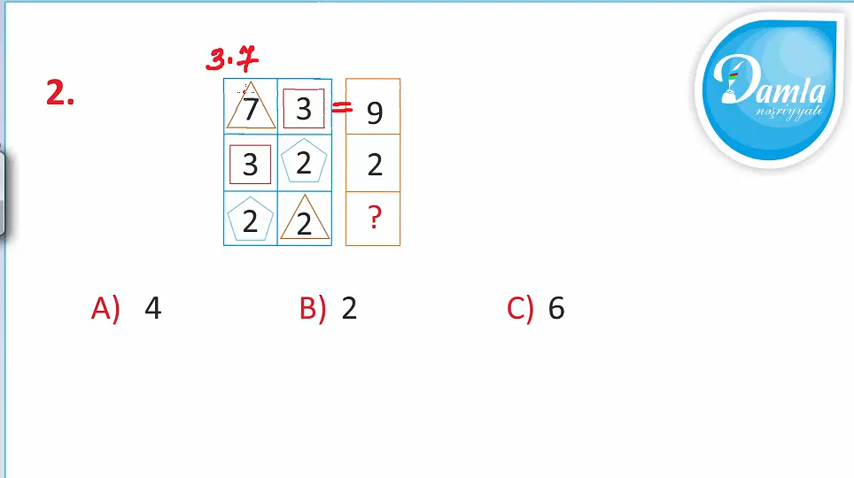 3.7
2.
7 3 = 9
3 2 2
2 2 ?
A) 4 B) 2 C) 6
Damla
nəşriyyatı